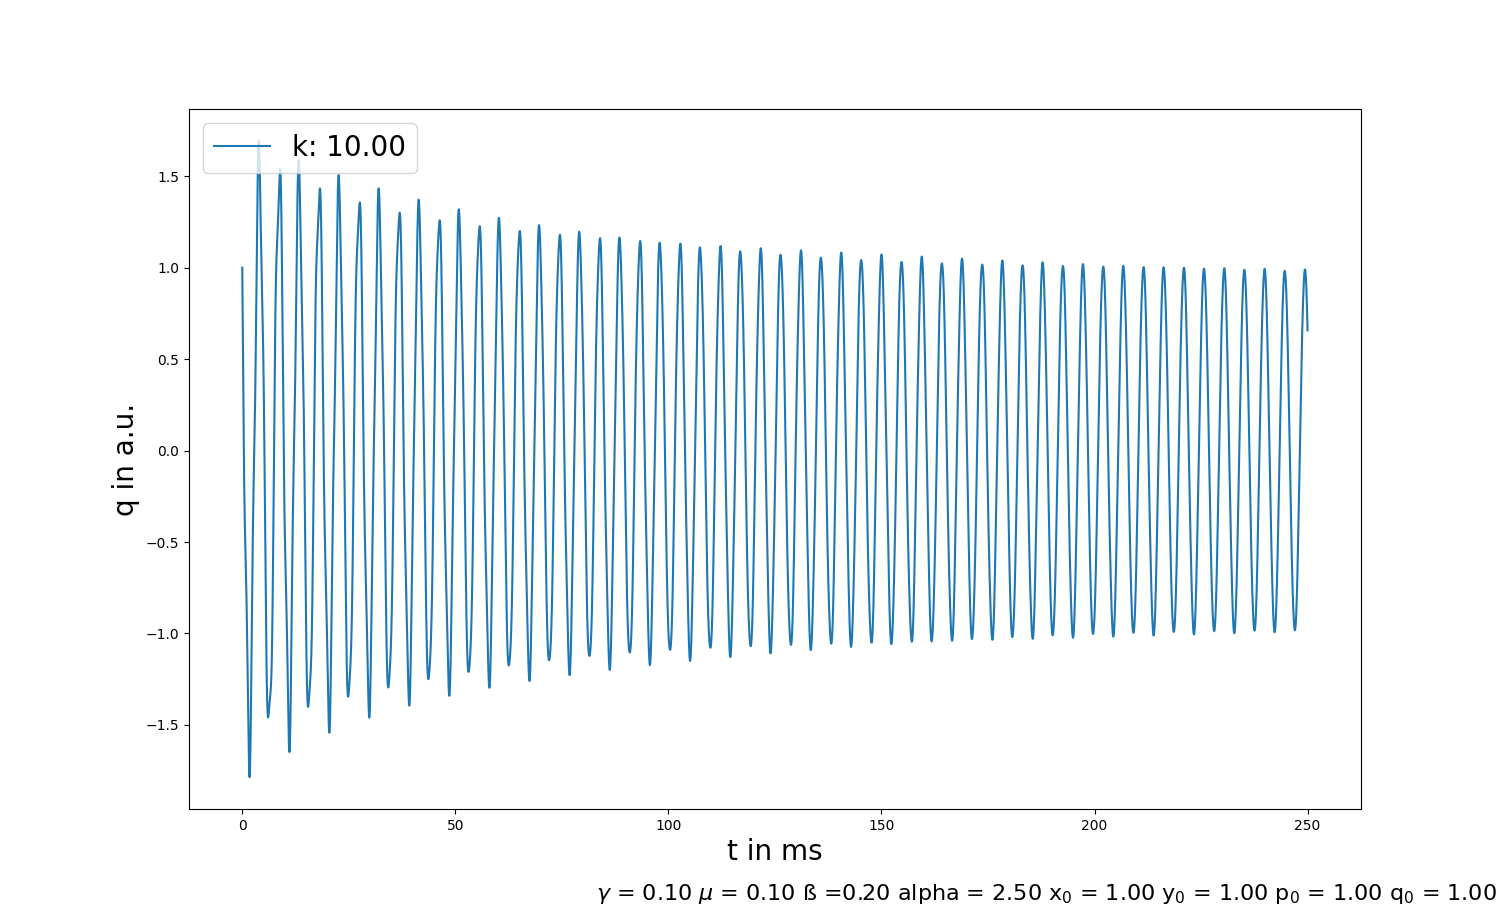 k: 10.00
1.5
1.0
0.5
0.0
−0.5
−1.0
−1.5
q in a.u.
0 50 100 150 200 250
t in ms
γ = 0.10 μ = 0.10 ß =0.20 alpha = 2.50 x₀ = 1.00 y₀ = 1.00 p₀ = 1.00 q₀ = 1.00